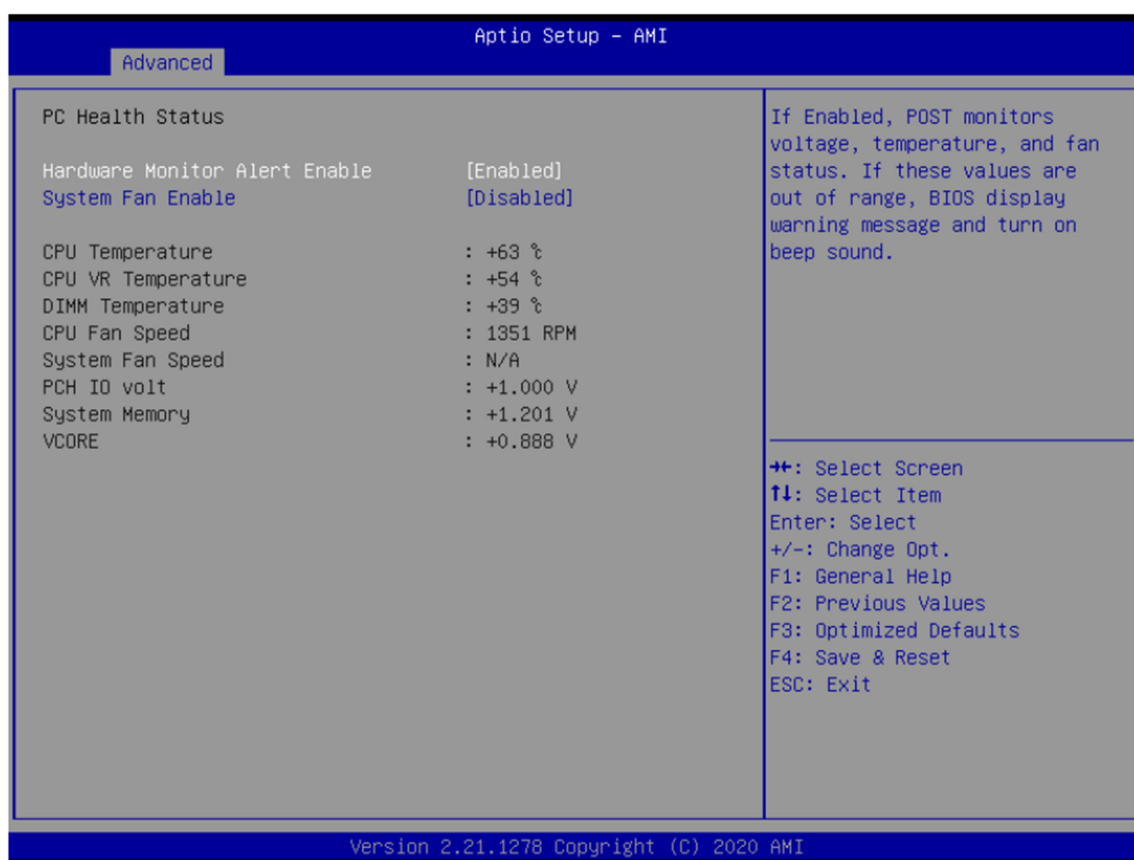 Aptio Setup – AMI
Advanced
PC Health Status
Hardware Monitor Alert Enable [Enabled]
System Fan Enable [Disabled]
CPU Temperature : +63 ℃
CPU VR Temperature : +54 ℃
DIMM Temperature : +39 ℃
CPU Fan Speed : 1351 RPM
System Fan Speed : N/A
PCH IO volt : +1.000 V
System Memory : +1.201 V
VCORE : +0.888 V
If Enabled, POST monitors
voltage, temperature, and fan
status. If these values are
out of range, BIOS display
warning message and turn on
beep sound.
→←: Select Screen
↑↓: Select Item
Enter: Select
+/-: Change Opt.
F1: General Help
F2: Previous Values
F3: Optimized Defaults
F4: Save & Reset
ESC: Exit
Version 2.21.1278 Copyright (C) 2020 AMI